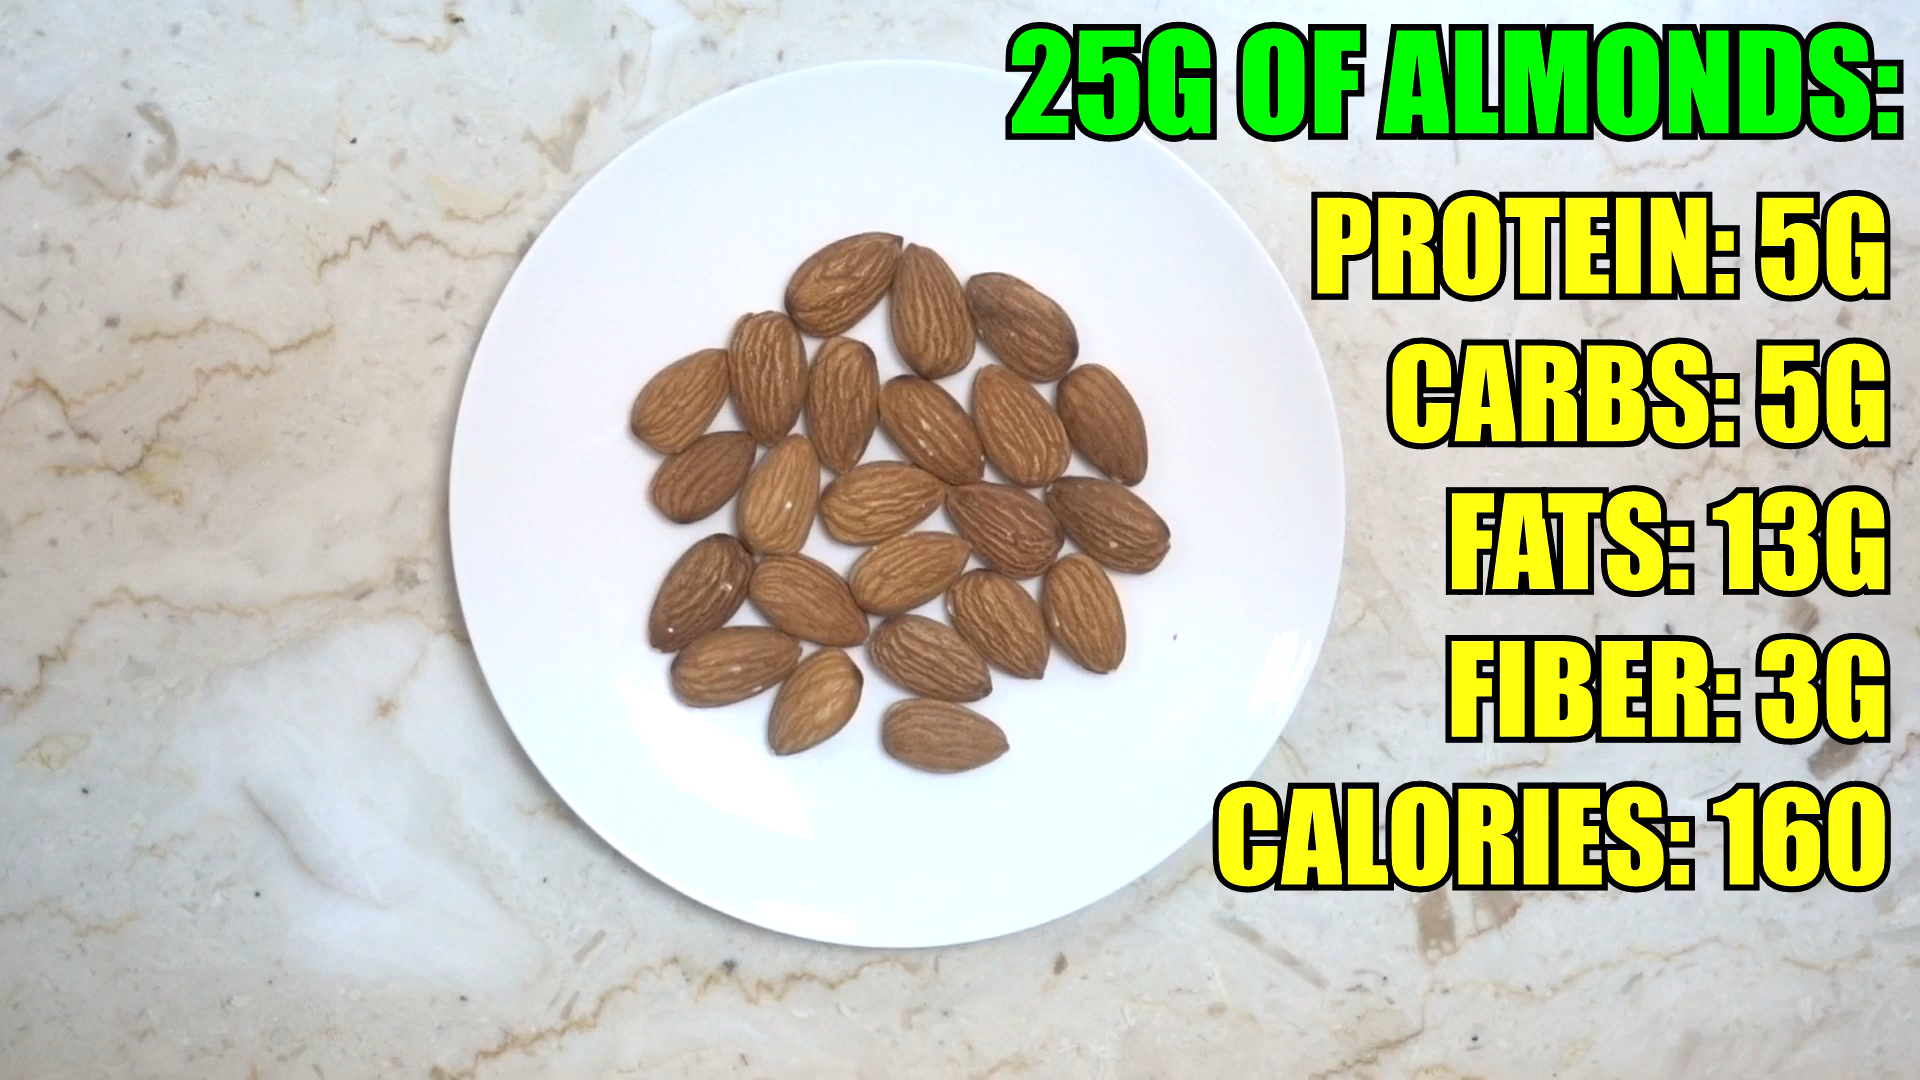 25G OF ALMONDS:
PROTEIN: 5G
CARBS: 5G
FATS: 13G
FIBER: 3G
CALORIES: 160